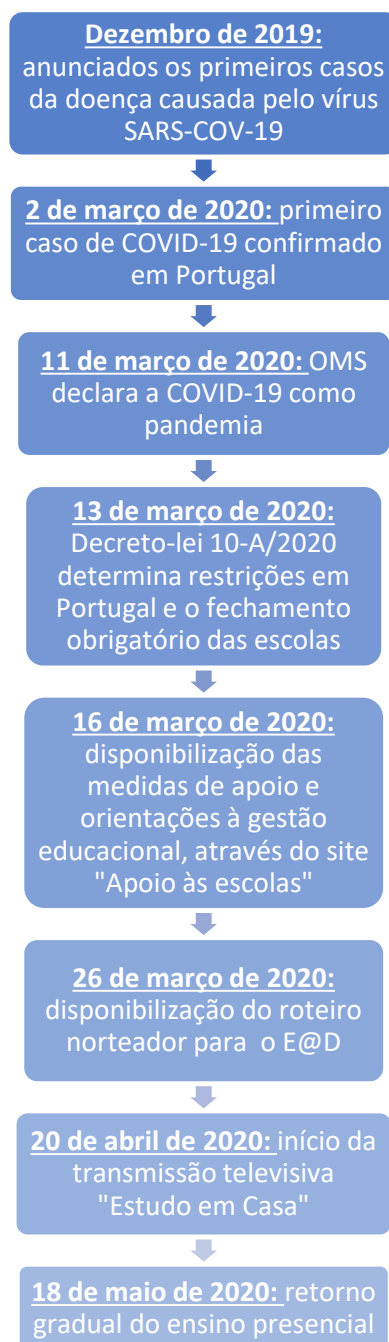 Dezembro de 2019:
anunciados os primeiros casos
da doença causada pelo vírus
SARS-COV-19
2 de março de 2020: primeiro
caso de COVID-19 confirmado
em Portugal
11 de março de 2020: OMS
declara a COVID-19 como
pandemia
13 de março de 2020:
Decreto-lei 10-A/2020
determina restrições em
Portugal e o fechamento
obrigatório das escolas
16 de março de 2020:
disponibilização das
medidas de apoio e
orientações à gestão
educacional, através do site
"Apoio às escolas"
26 de março de 2020:
disponibilização do roteiro
norteador para o E@D
20 de abril de 2020: início da
transmissão televisiva
"Estudo em Casa"
18 de maio de 2020: retorno
gradual do ensino presencial